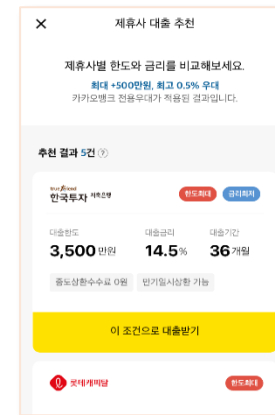 제휴사 대출 추천
제휴사별 한도와 금리를 비교해보세요.
최대 +500만원, 최고 0.5% 우대
카카오뱅크 전용우대가 적용된 결과입니다.
추천 결과 5건 ?
true friend
한국투자 저축은행 한도최대 금리최저
대출한도 대출금리 대출기간
3,500 만원 14.5% 36 개월
중도상환수수료 0원 만기일시상환 가능
이 조건으로 대출받기
롯데캐피탈 한도최대